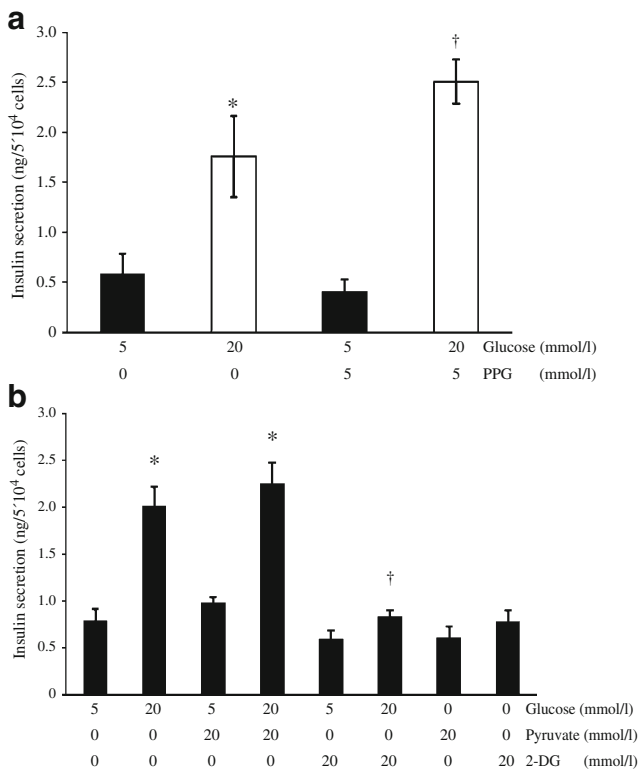 a
Insulin secretion (ng/5´10⁴ cells)
3.0
2.5
2.0
1.5
1.0
0.5
0
*
†
5 20 5 20 Glucose (mmol/l)
0 0 5 5 PPG (mmol/l)
b
Insulin secretion (ng/5´10⁴ cells)
3.0
2.5
2.0
1.5
1.0
0.5
0
*
*
†
5 20 5 20 5 20 0 0 Glucose (mmol/l)
0 0 20 20 0 0 20 0 Pyruvate (mmol/l)
0 0 0 0 20 20 0 20 2-DG (mmol/l)